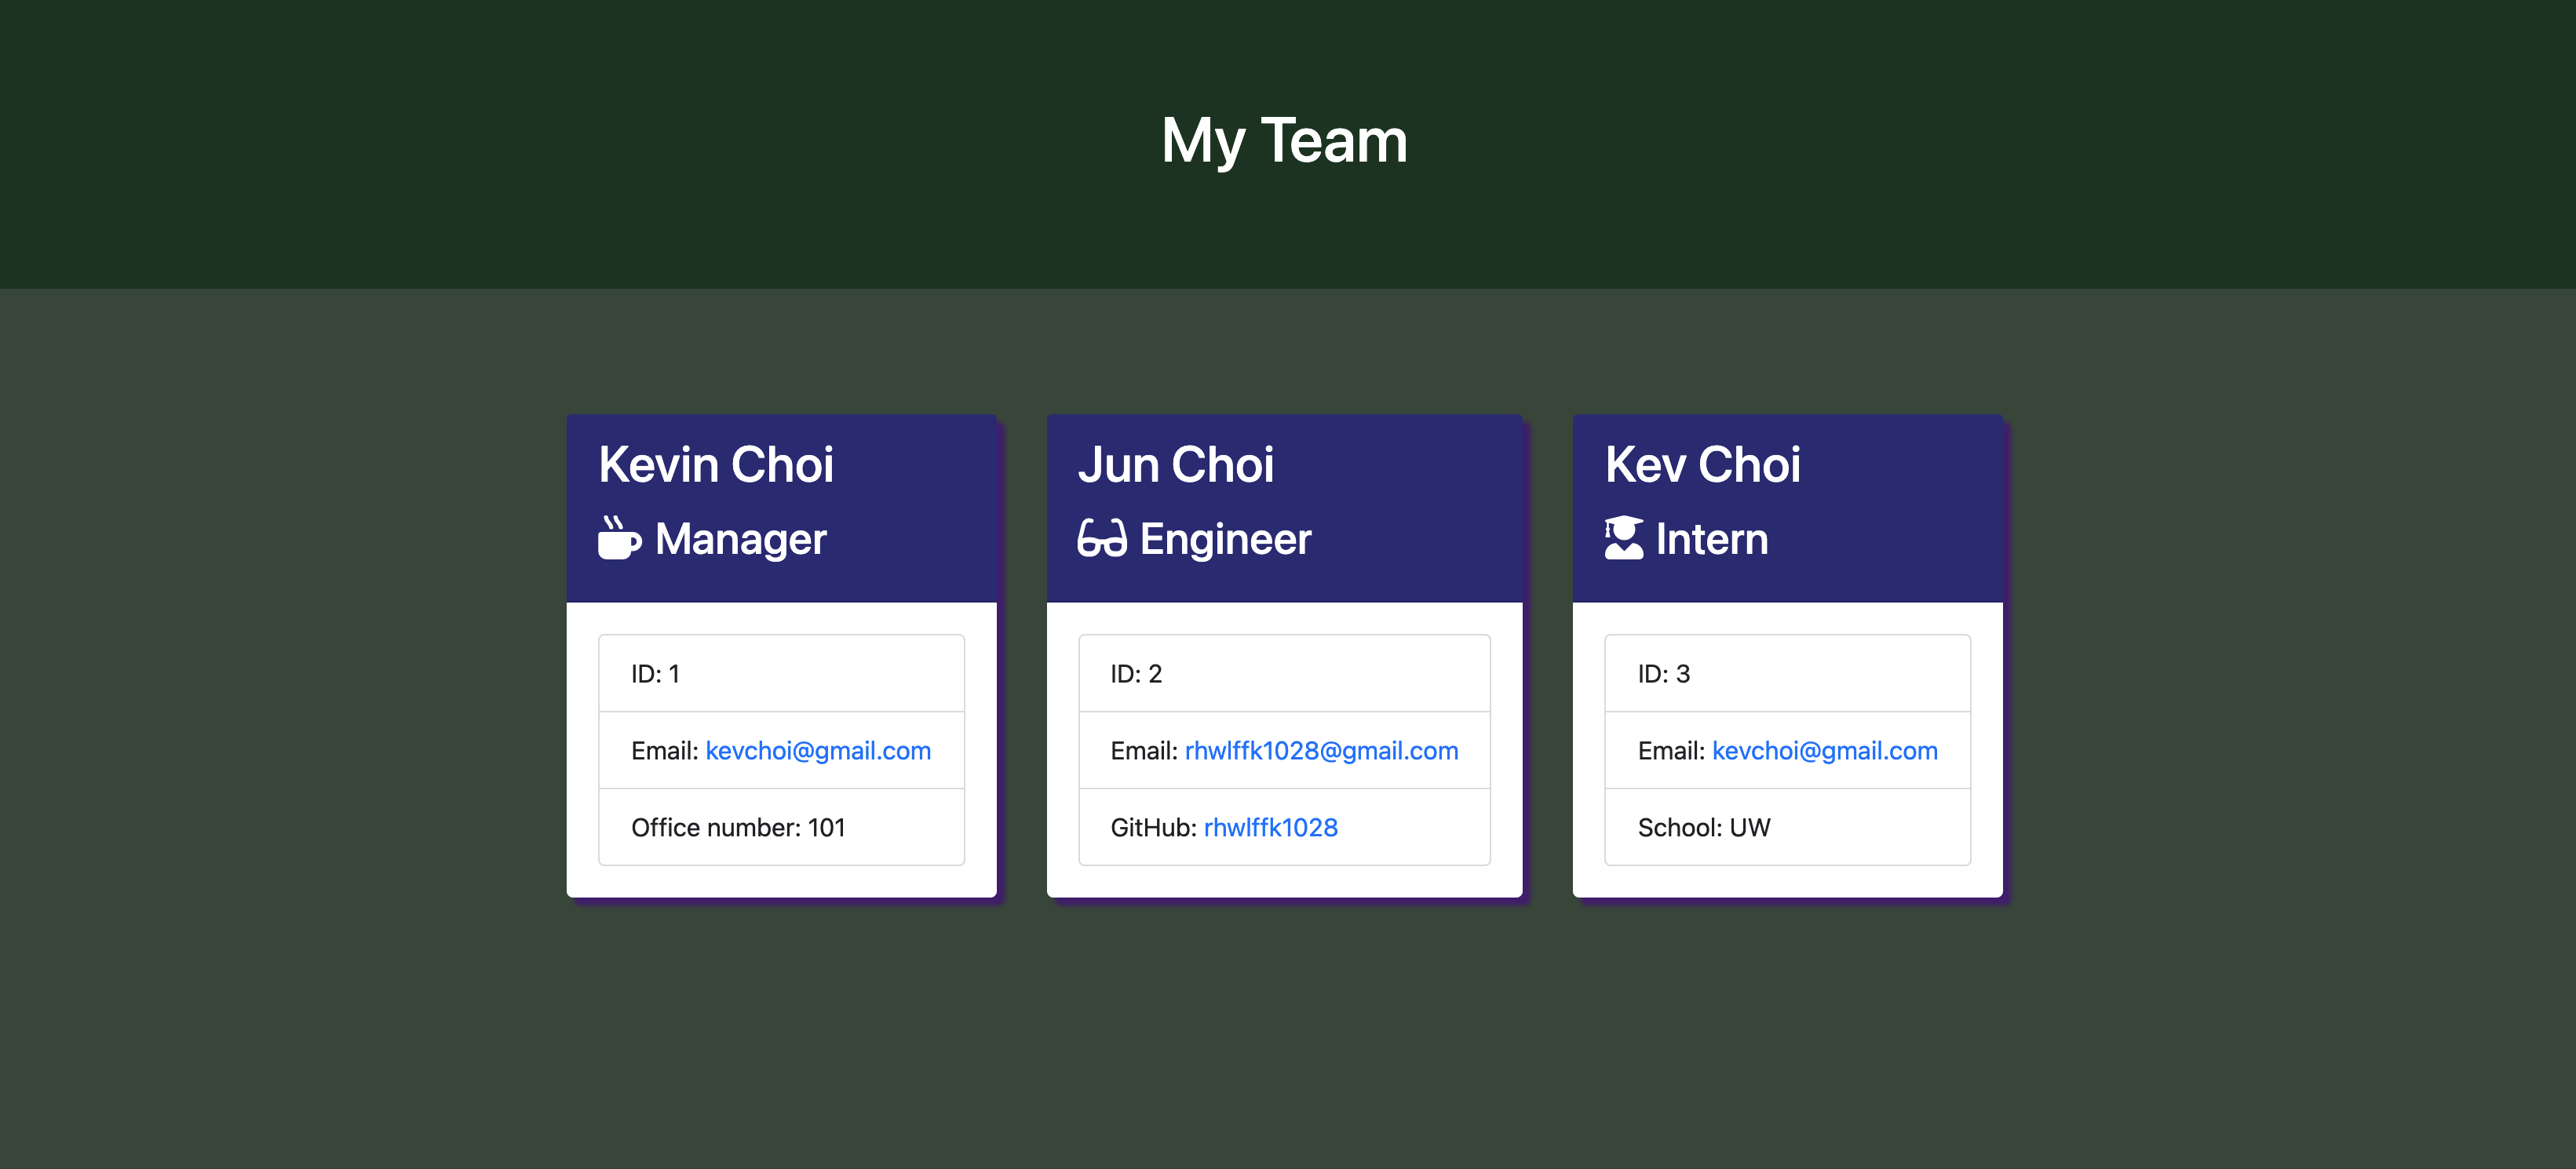 My Team
Kevin Choi
Manager
ID: 1
Email: kevchoi@gmail.com
Office number: 101
Jun Choi
Engineer
ID: 2
Email: rhwlffk1028@gmail.com
GitHub: rhwlffk1028
Kev Choi
Intern
ID: 3
Email: kevchoi@gmail.com
School: UW